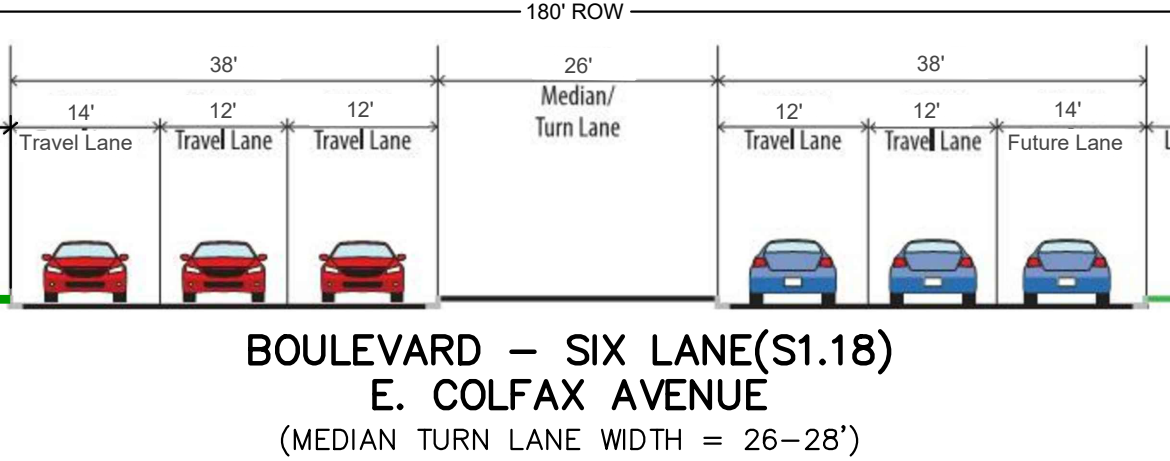 180' ROW
38' 26' 38'
14' 12' 12' Median/ 12' 12' 14'
Turn Lane
Travel Lane Travel Lane Travel Lane Travel Lane Travel Lane Future Lane
BOULEVARD – SIX LANE(S1.18)
E. COLFAX AVENUE
(MEDIAN TURN LANE WIDTH = 26–28')